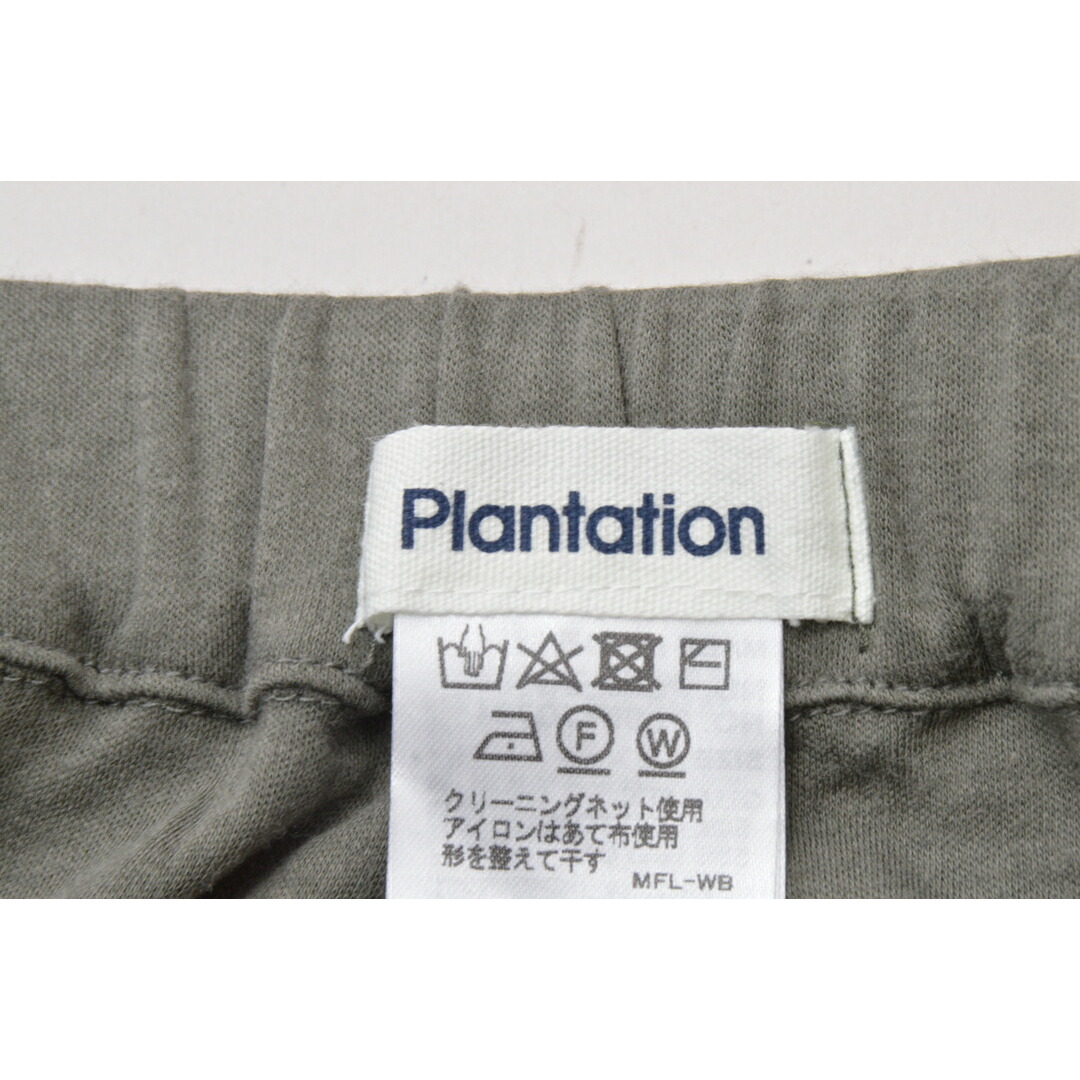 Plantation
F W
クリーニングネット使用
アイロンはあて布使用
形を整えて干す
MFL-WB